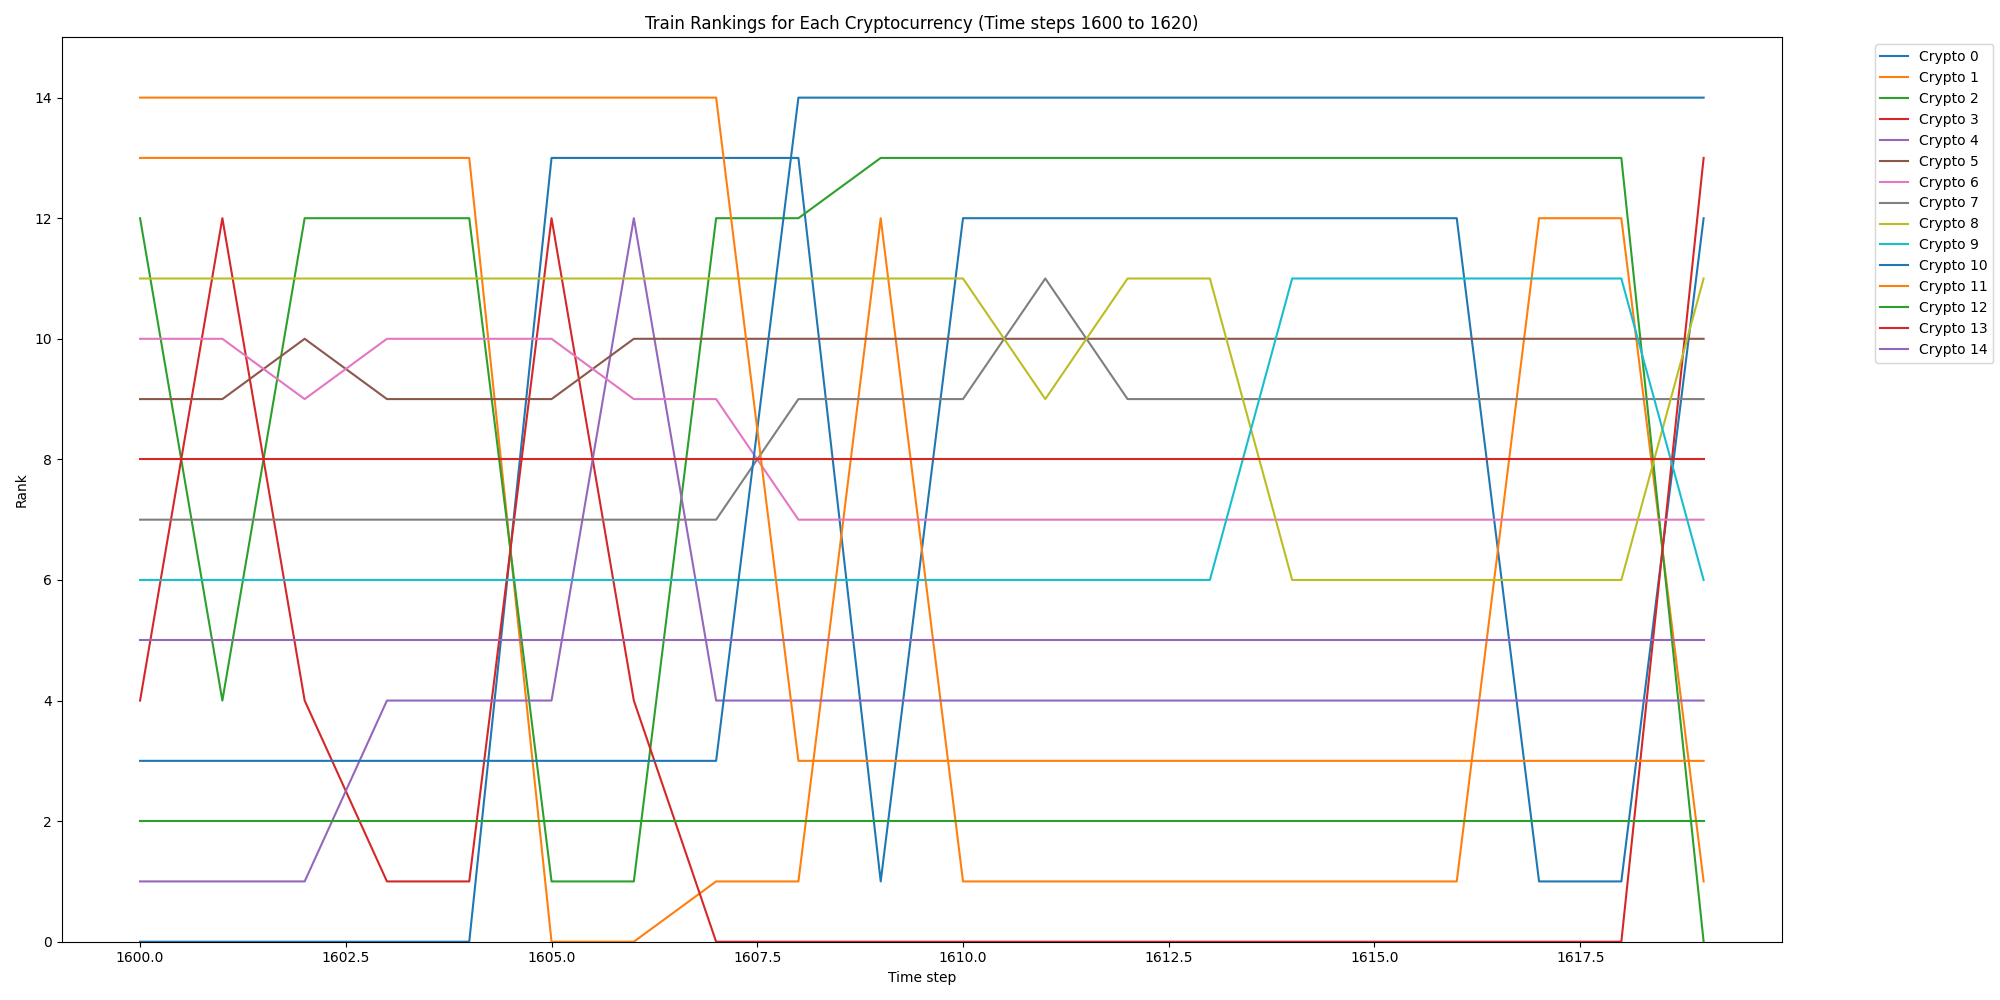 Train Rankings for Each Cryptocurrency (Time steps 1600 to 1620)
Rank
14
12
10
8
6
4
2
0
1600.0
1602.5
1605.0
1607.5
1610.0
1612.5
1615.0
1617.5
Time step
Crypto 0
Crypto 1
Crypto 2
Crypto 3
Crypto 4
Crypto 5
Crypto 6
Crypto 7
Crypto 8
Crypto 9
Crypto 10
Crypto 11
Crypto 12
Crypto 13
Crypto 14